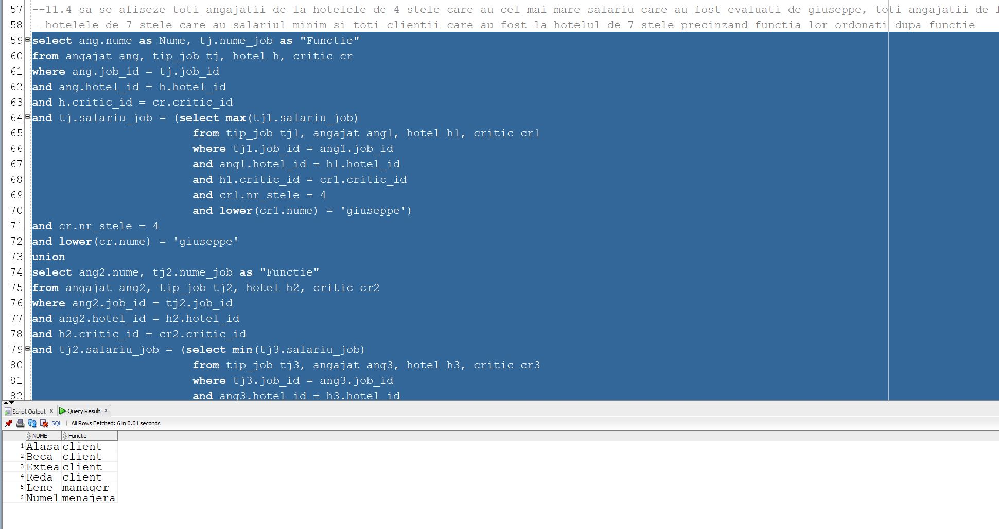 57 --11.4 sa se afiseze toti angajatii de la hotelele de 4 stele care au cel mai mare salariu care au fost evaluati de giuseppe, toti angajatii de l
58 --hotelele de 7 stele care au salariul minim si toti clientii care au fost la hotelul de 7 stele precinzand functia lor ordonati dupa functie
59 select ang.nume as Nume, tj.nume_job as "Functie"
60 from angajat ang, tip_job tj, hotel h, critic cr
61 where ang.job_id = tj.job_id
62 and ang.hotel_id = h.hotel_id
63 and h.critic_id = cr.critic_id
64 and tj.salariu_job = (select max(tj1.salariu_job)
65 from tip_job tj1, angajat ang1, hotel h1, critic cr1
66 where tj1.job_id = ang1.job_id
67 and ang1.hotel_id = h1.hotel_id
68 and h1.critic_id = cr1.critic_id
69 and cr1.nr_stele = 4
70 and lower(cr1.nume) = 'giuseppe')
71 and cr.nr_stele = 4
72 and lower(cr.nume) = 'giuseppe'
73 union
74 select ang2.nume, tj2.nume_job as "Functie"
75 from angajat ang2, tip_job tj2, hotel h2, critic cr2
76 where ang2.job_id = tj2.job_id
77 and ang2.hotel_id = h2.hotel_id
78 and h2.critic_id = cr2.critic_id
79 and tj2.salariu_job = (select min(tj3.salariu_job)
80 from tip_job tj3, angajat ang3, hotel h3, critic cr3
81 where tj3.job_id = ang3.job_id
82 and ang3.hotel_id = h3.hotel_id
Script Output x Query Result x
SQL | All Rows Fetched: 6 in 0.01 seconds
NUME Functie
1 Alasa client
2 Beca client
3 Extea client
4 Reda client
5 Lene manager
6 Nume1 menajera